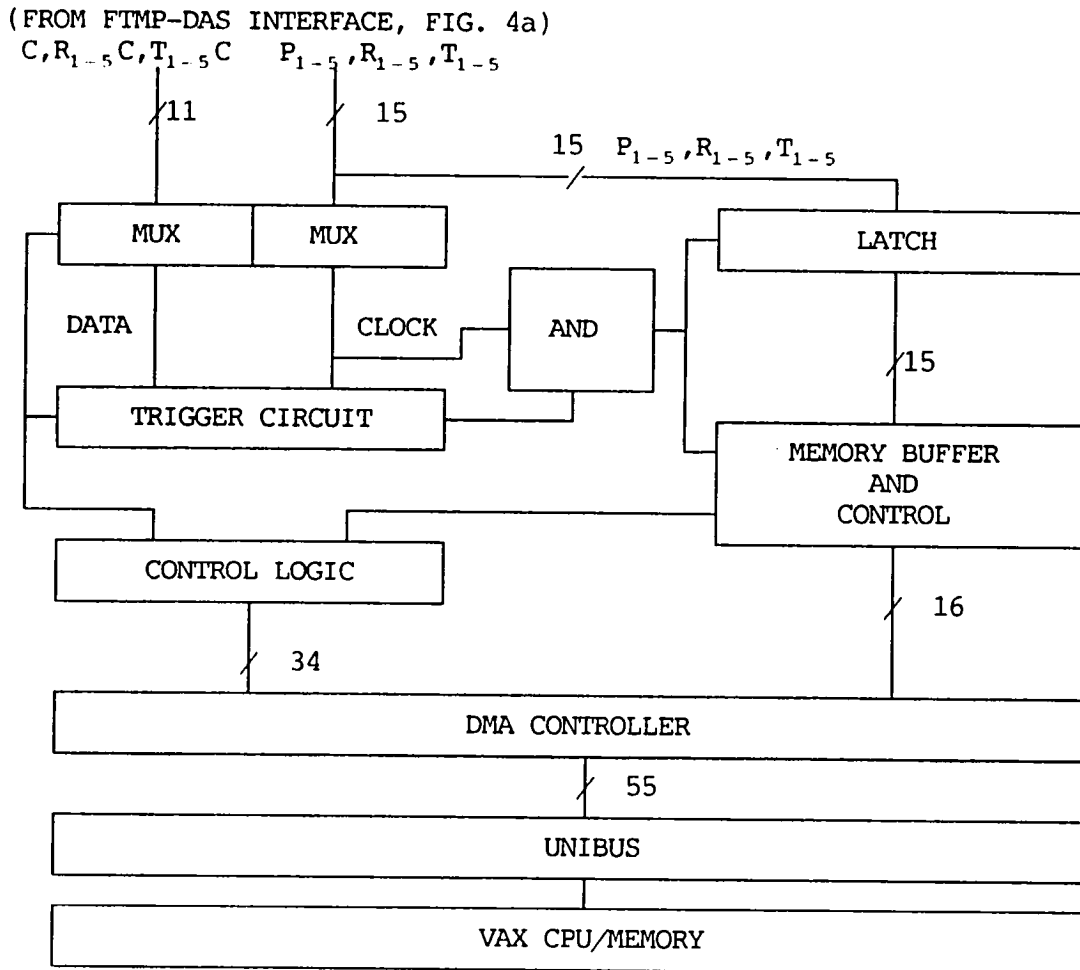 (FROM FTMP-DAS INTERFACE, FIG. 4a)
C,R₁₋₅C,T₁₋₅C P₁₋₅,R₁₋₅,T₁₋₅
11 15
15 P₁₋₅,R₁₋₅,T₁₋₅
MUX MUX LATCH
DATA CLOCK AND
15
TRIGGER CIRCUIT
MEMORY BUFFER
AND
CONTROL
CONTROL LOGIC
16
34
DMA CONTROLLER
55
UNIBUS
VAX CPU/MEMORY